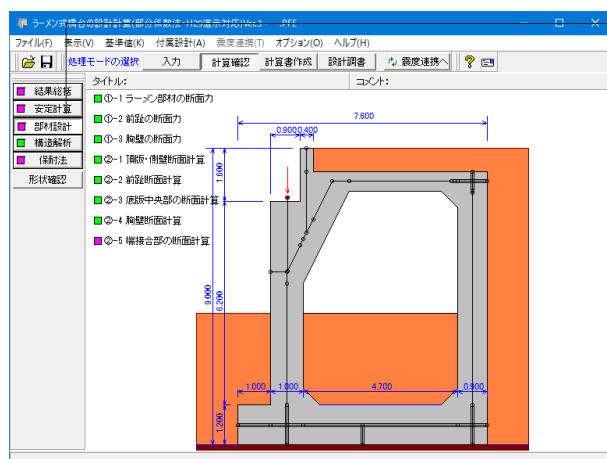 ラーメン式橋台の設計計算(部分係数法・H29道示対応)Ver.3 - .PFE
ファイル(F) 表示(V) 基準値(K) 付属設計(A) 震度連携(T) オプション(O) ヘルプ(H)
処理モードの選択 入力 計算確認 計算書作成 設計調書 震度連携へ
タイトル: コメント:
結果総括
安定計算
部材設計
構造解析
保耐法
形状確認
①-1 ラーメン部材の断面力
①-2 前趾の断面力
①-3 胸壁の断面力
②-1 頂版・側壁断面計算
②-2 前趾断面計算
②-3 底版中央部の断面計算
②-4 胸壁断面計算
②-5 端接合部の断面計算
7.600
0.900 0.400
1.600
9.000
6.200
1.000 1.000 4.700 0.900
1.200